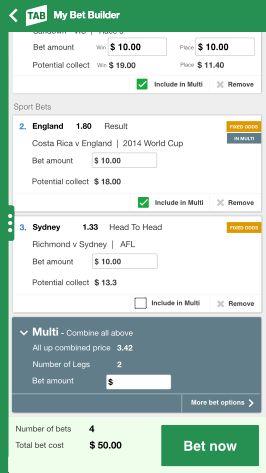 TAB My Bet Builder
Bet amount Win $ 10.00 Place $ 10.00
Potential collect Win $ 19.00 Place $ 11.40
Include in Multi Remove
Sport Bets
2. England 1.80 Result FIXED ODDS
IN MULTI
Costa Rica v England | 2014 World Cup
Bet amount $ 10.00
Potential collect $ 18.00
Include in Multi Remove
3. Sydney 1.33 Head To Head FIXED ODDS
Richmond v Sydney | AFL
Bet amount $ 10.00
Potential collect $ 13.3
Include in Multi Remove
Multi - Combine all above
All up combined price 3.42
Number of Legs 2
Bet amount $
More bet options
Number of bets 4
Total bet cost $ 50.00
Bet now